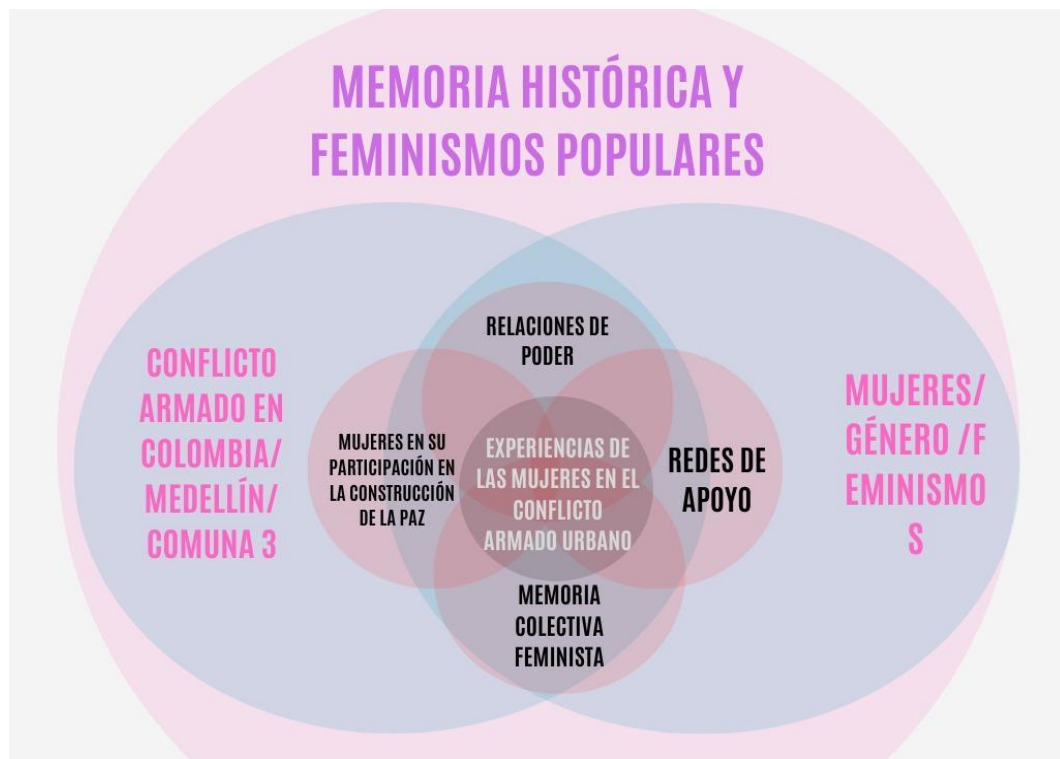 MEMORIA HISTÓRICA Y
FEMINISMOS POPULARES
CONFLICTO
ARMADO EN
COLOMBIA/
MEDELLÍN/
COMUNA 3
MUJERES EN SU
PARTICIPACIÓN EN
LA CONSTRUCCIÓN
DE LA PAZ
RELACIONES DE
PODER
EXPERIENCIAS DE
LAS MUJERES EN EL
CONFLICTO
ARMADO URBANO
MEMORIA
COLECTIVA
FEMINISTA
REDES DE
APOYO
MUJERES/
GÉNERO /F
EMINISMO
S